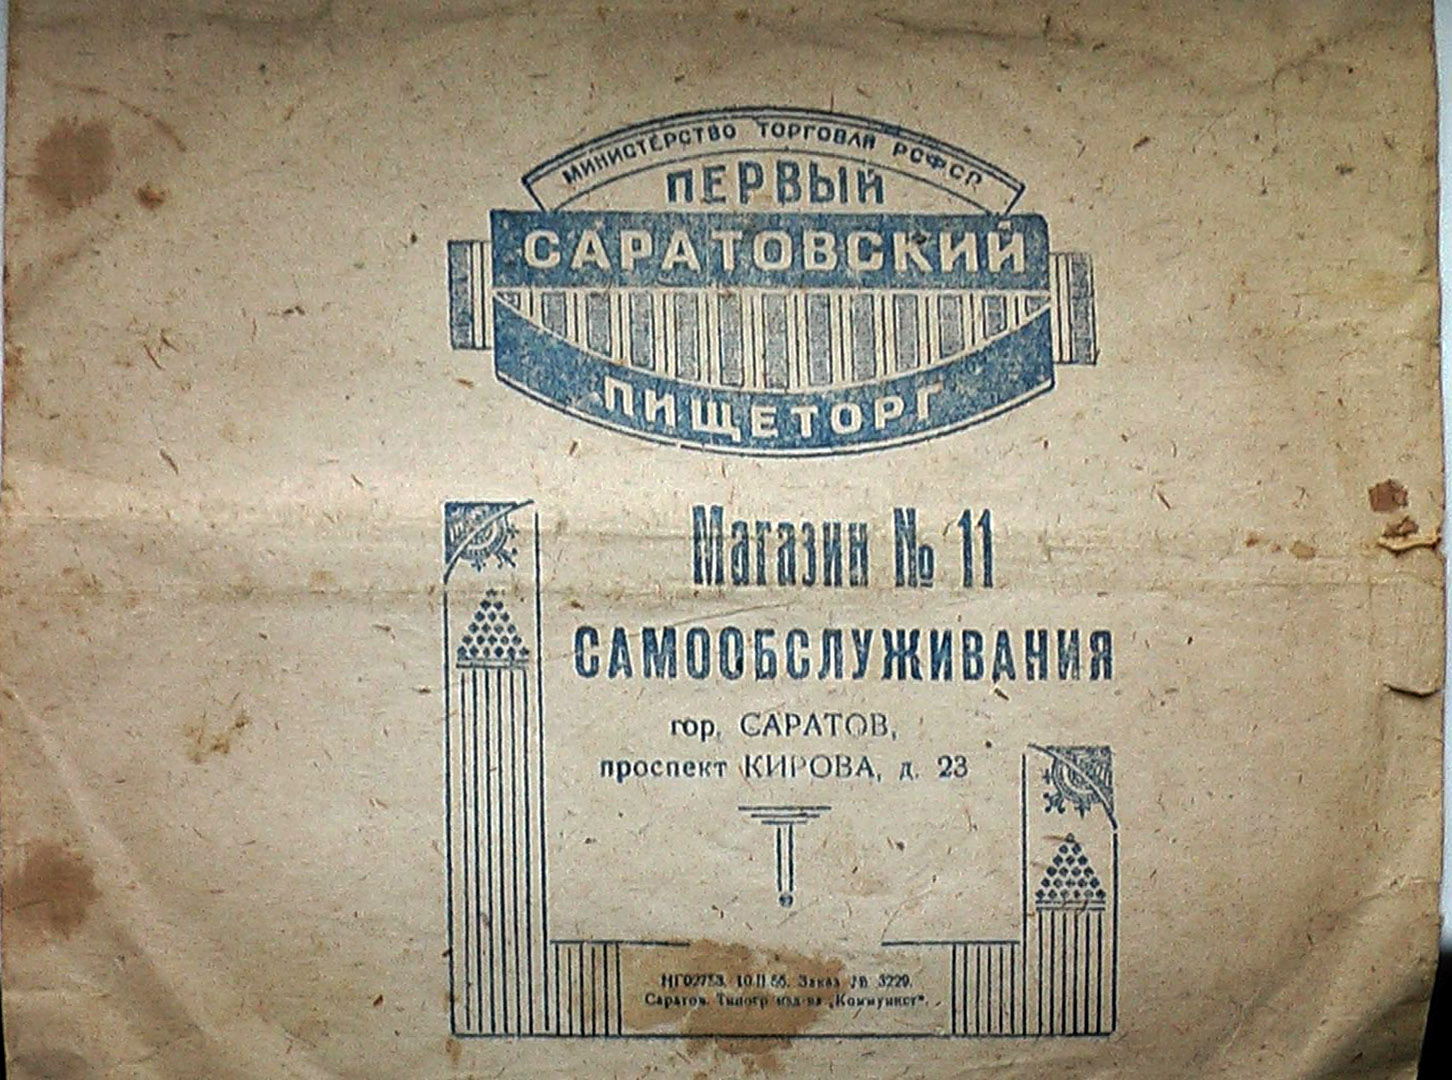 МИНИСТЕРСТВО ТОРГОВЛИ РСФСР
ПЕРВЫЙ
САРАТОВСКИЙ
ПИЩЕТОРГ
Магазин № 11
САМООБСЛУЖИВАНИЯ
гор. САРАТОВ,
проспект КИРОВА, д. 23
НГ02753. 10.II.55. Заказ № 3229.
Саратов. Типогр изд-ва „Коммунист".